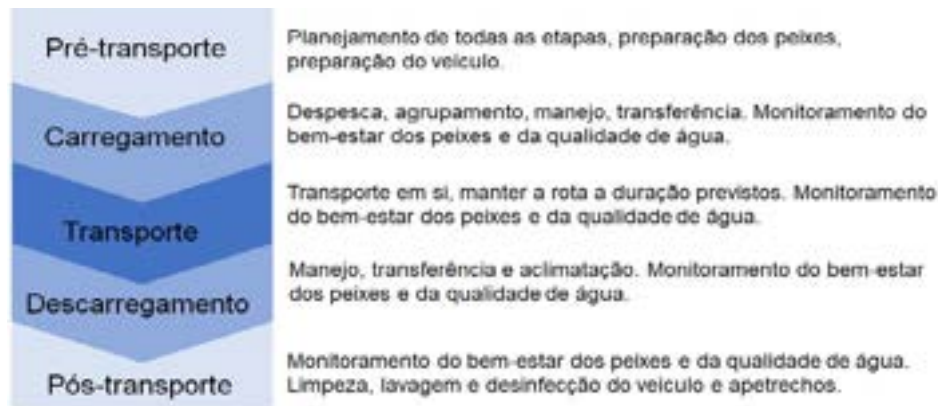 Pré-transporte
Planejamento de todas as etapas, preparação dos peixes,
preparação do veículo.
Carregamento
Despesca, agrupamento, manejo, transferência. Monitoramento do
bem-estar dos peixes e da qualidade de água.
Transporte
Transporte em si, manter a rota a duração previstos. Monitoramento
do bem-estar dos peixes e da qualidade de água.
Descarregamento
Manejo, transferência e aclimatação. Monitoramento do bem-estar
dos peixes e da qualidade de água.
Pós-transporte
Monitoramento do bem-estar dos peixes e da qualidade de água.
Limpeza, lavagem e desinfecção do veículo e apetrechos.